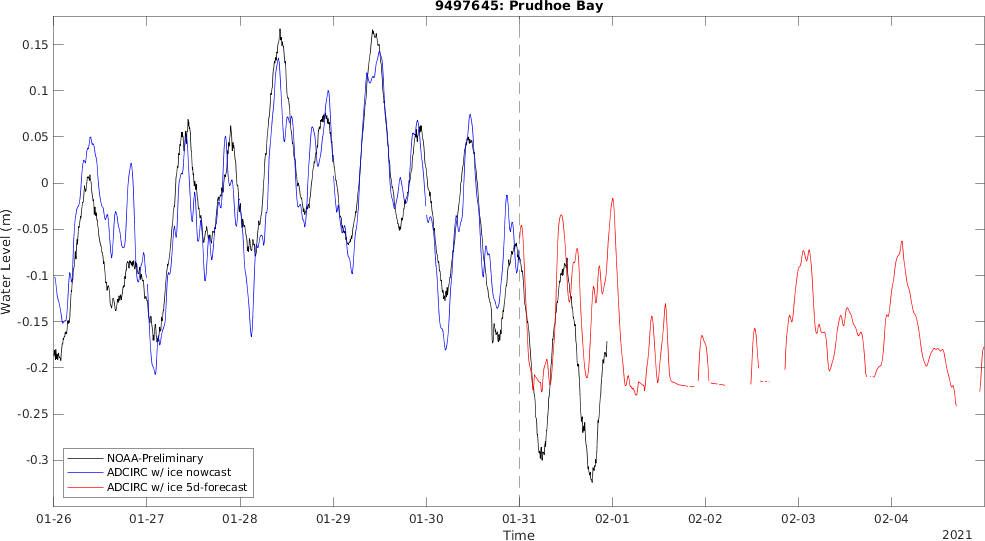 9497645: Prudhoe Bay
0.15
0.1
0.05
0
-0.05
-0.1
-0.15
-0.2
-0.25
-0.3
Water Level (m)
NOAA-Preliminary
ADCIRC w/ ice nowcast
ADCIRC w/ ice 5d-forecast
01-26 01-27 01-28 01-29 01-30 01-31 02-01 02-02 02-03 02-04
Time
2021